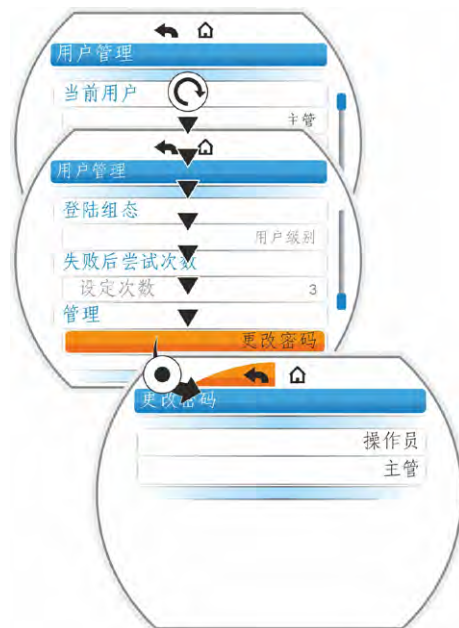 用户管理
当前用户
主管
用户管理
登陆组态
用户级别
失败后尝试次数
设定次数 3
管理
更改密码
更改密码
操作员
主管